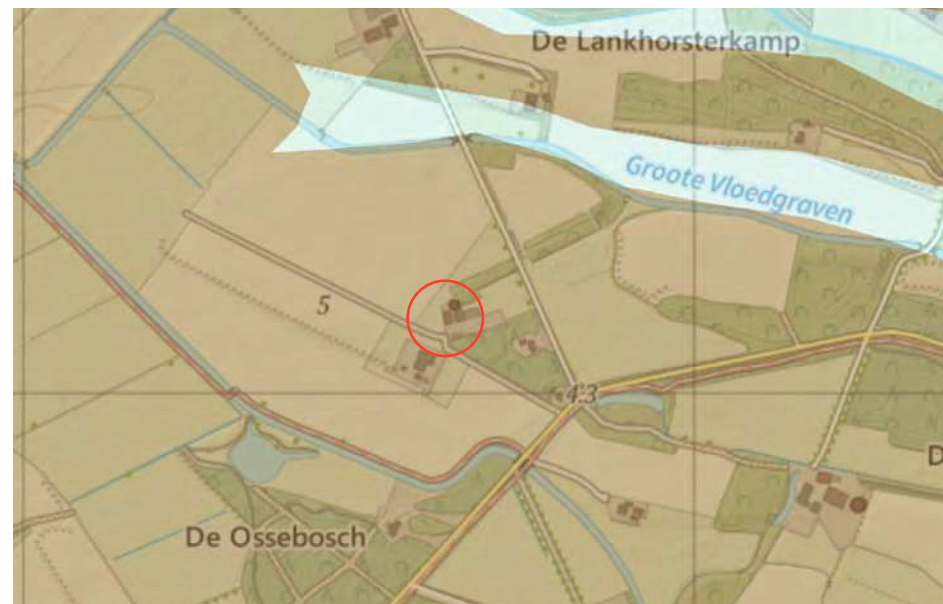 De Lankhorsterkamp
Groote Vloedgraven
5
4.3
D
De Ossebosch